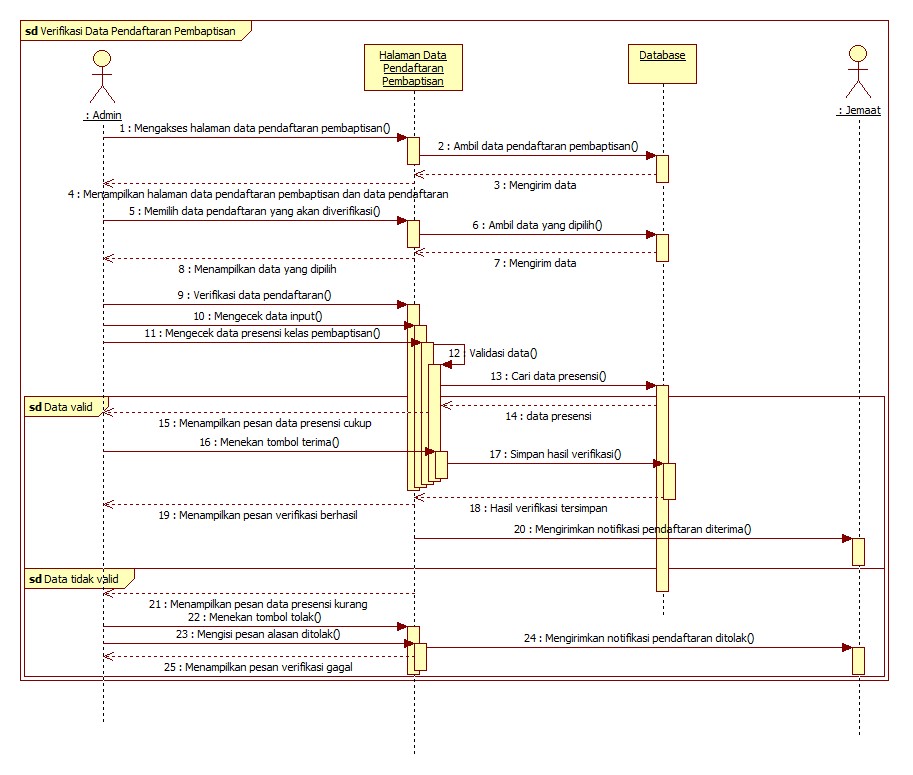 sd Verifikasi Data Pendaftaran Pembaptisan
Halaman Data
Pendaftaran
Pembaptisan
Database
: Admin
: Jemaat
1 : Mengakses halaman data pendaftaran pembaptisan()
2 : Ambil data pendaftaran pembaptisan()
3 : Mengirim data
4 : Menampilkan halaman data pendaftaran pembaptisan dan data pendaftaran
5 : Memilih data pendaftaran yang akan diverifikasi()
6 : Ambil data yang dipilih()
7 : Mengirim data
8 : Menampilkan data yang dipilih
9 : Verifikasi data pendaftaran()
10 : Mengecek data input()
11 : Mengecek data presensi kelas pembaptisan()
12 : Validasi data()
13 : Cari data presensi()
sd Data valid
14 : data presensi
15 : Menampilkan pesan data presensi cukup
16 : Menekan tombol terima()
17 : Simpan hasil verifikasi()
18 : Hasil verifikasi tersimpan
19 : Menampilkan pesan verifikasi berhasil
20 : Mengirimkan notifikasi pendaftaran diterima()
sd Data tidak valid
21 : Menampilkan pesan data presensi kurang
22 : Menekan tombol tolak()
23 : Mengisi pesan alasan ditolak()
24 : Mengirimkan notifikasi pendaftaran ditolak()
25 : Menampilkan pesan verifikasi gagal